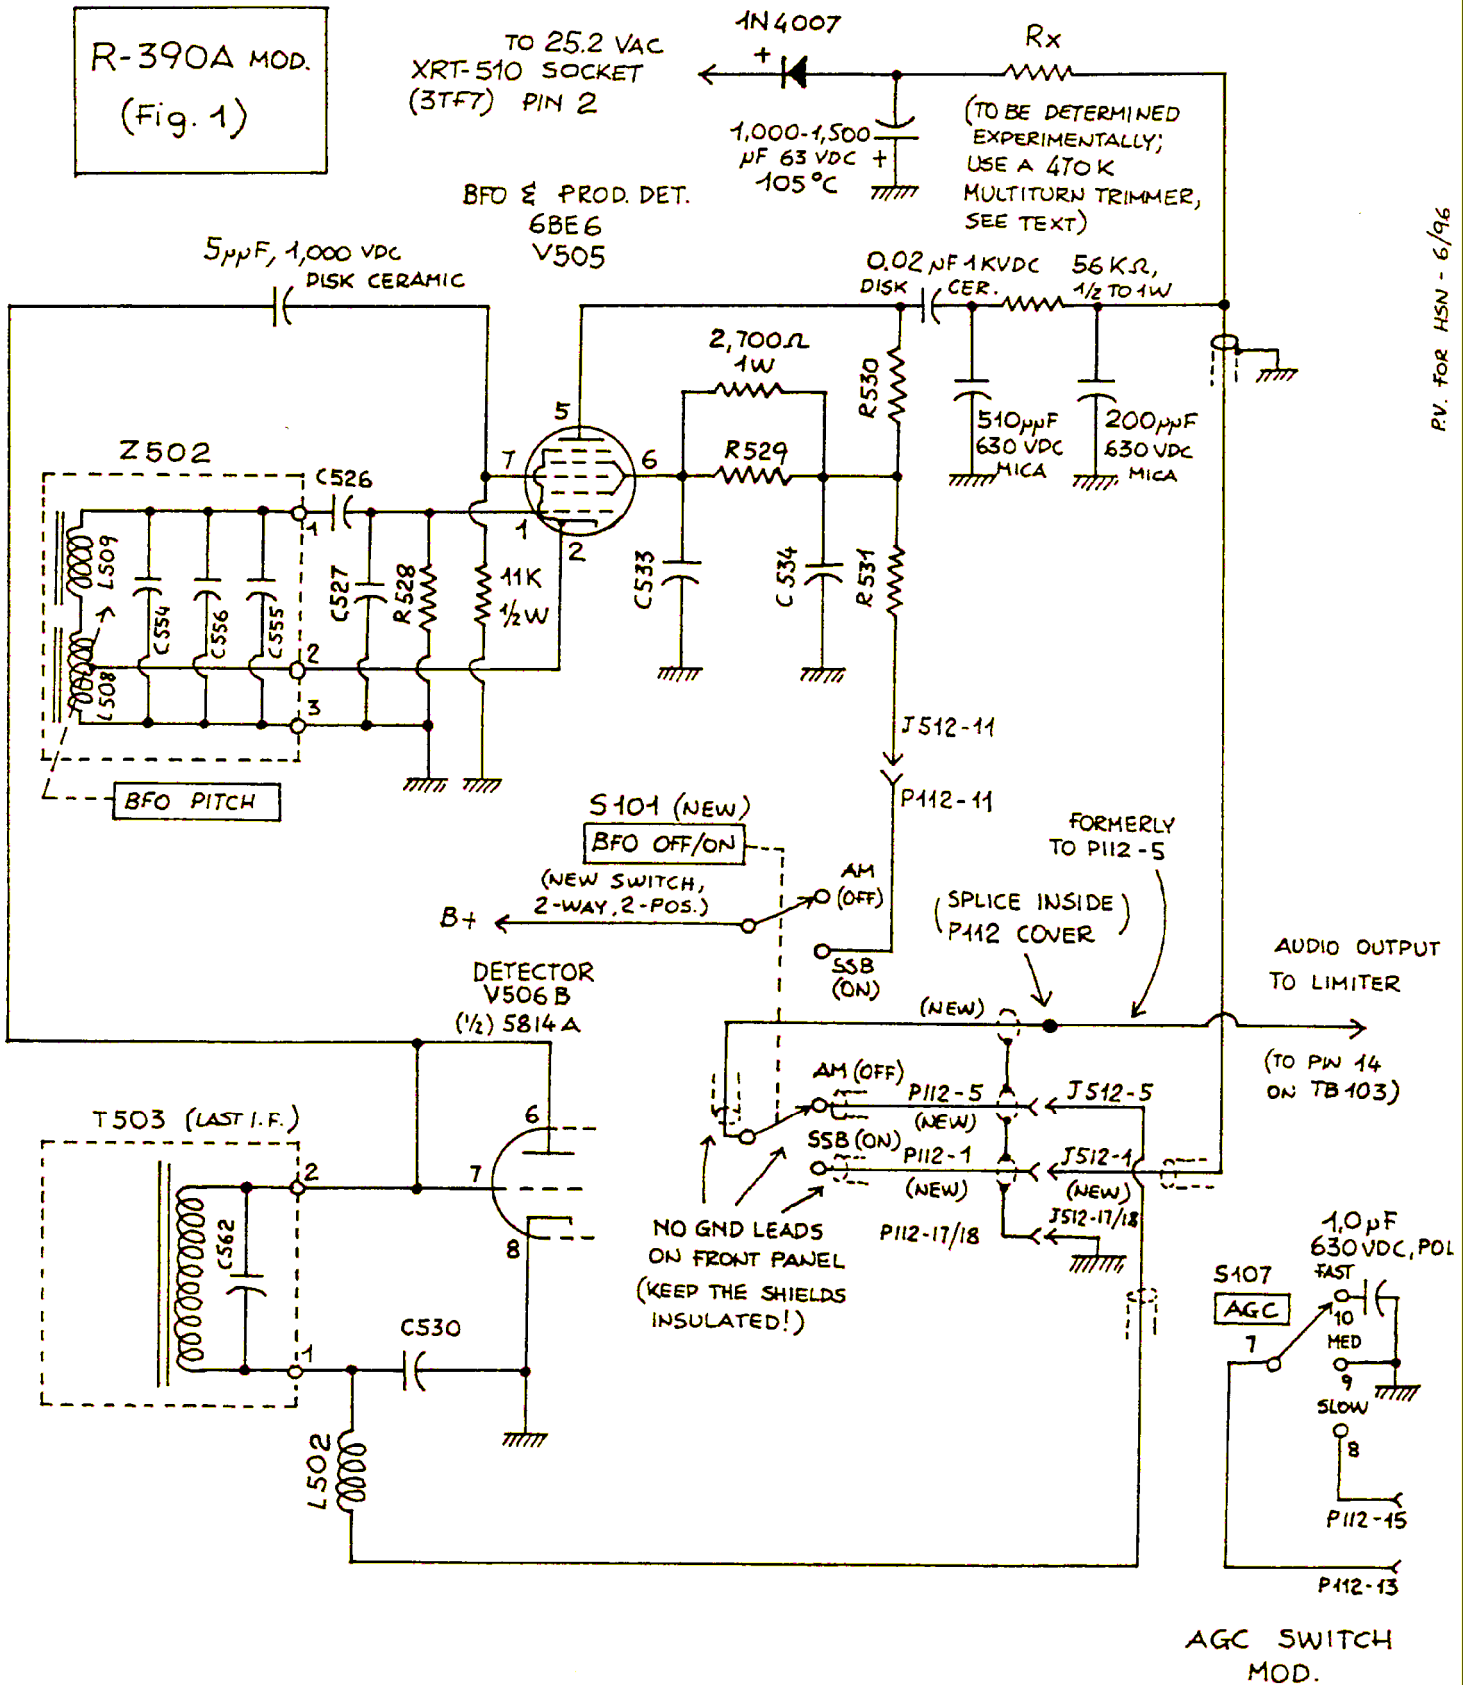 R-390A MOD.
(Fig. 1)
TO 25.2 VAC
XRT-510 SOCKET
(3TF7) PIN 2
1N4007
+
Rx
1,000-1,500
µF 63 VDC +
105°C
(TO BE DETERMINED
EXPERIMENTALLY;
USE A 470K
MULTITURN TRIMMER,
SEE TEXT)
P.V. FOR HSN - 6/96
BFO & PROD. DET.
6BE6
V505
5µµF, 1,000 VDC
DISK CERAMIC
0.02 µF 1KVDC
DISK CER.
56 KΩ,
1/2 TO 1W
2,700Ω
1W
R530
510µµF
630 VDC
MICA
200µµF
630 VDC
MICA
5
7
6
1
2
R529
Z502
C526
1
L509
C554
C556
C555
C527
R528
11K
1/2W
C533
C534
R531
2
L508
3
BFO PITCH
J512-11
P112-11
S101 (NEW)
BFO OFF/ON
(NEW SWITCH,
2-WAY, 2-POS.)
B+
AM
(OFF)
SSB
(ON)
FORMERLY
TO P112-5
(SPLICE INSIDE)
P112 COVER
AUDIO OUTPUT
TO LIMITER
(TO PIN 14
ON TB103)
DETECTOR
V506B
(1/2) 5814A
(NEW)
AM (OFF)
P112-5
(NEW)
J512-5
SSB (ON)
P112-1
(NEW)
J512-1
(NEW)
P112-17/18
J512-17/18
NO GND LEADS
ON FRONT PANEL
(KEEP THE SHIELDS
INSULATED!)
T503 (LAST I.F.)
2
6
7
8
C562
1
C530
L502
1,0 µF
630 VDC, POL
S107
AGC
FAST
10
7
MED
9
SLOW
8
P112-15
P112-13
AGC SWITCH
MOD.